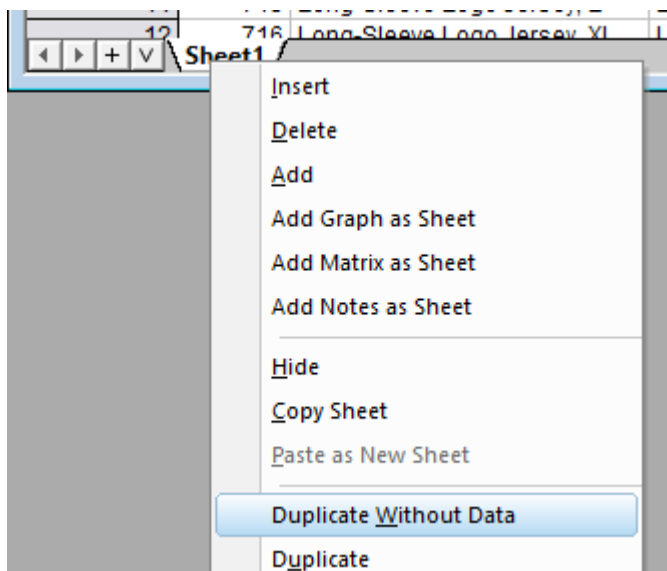 12 716 Long-Sleeve Logo Jersey, XL
+ V Sheet1
Insert
Delete
Add
Add Graph as Sheet
Add Matrix as Sheet
Add Notes as Sheet
Hide
Copy Sheet
Paste as New Sheet
Duplicate Without Data
Duplicate